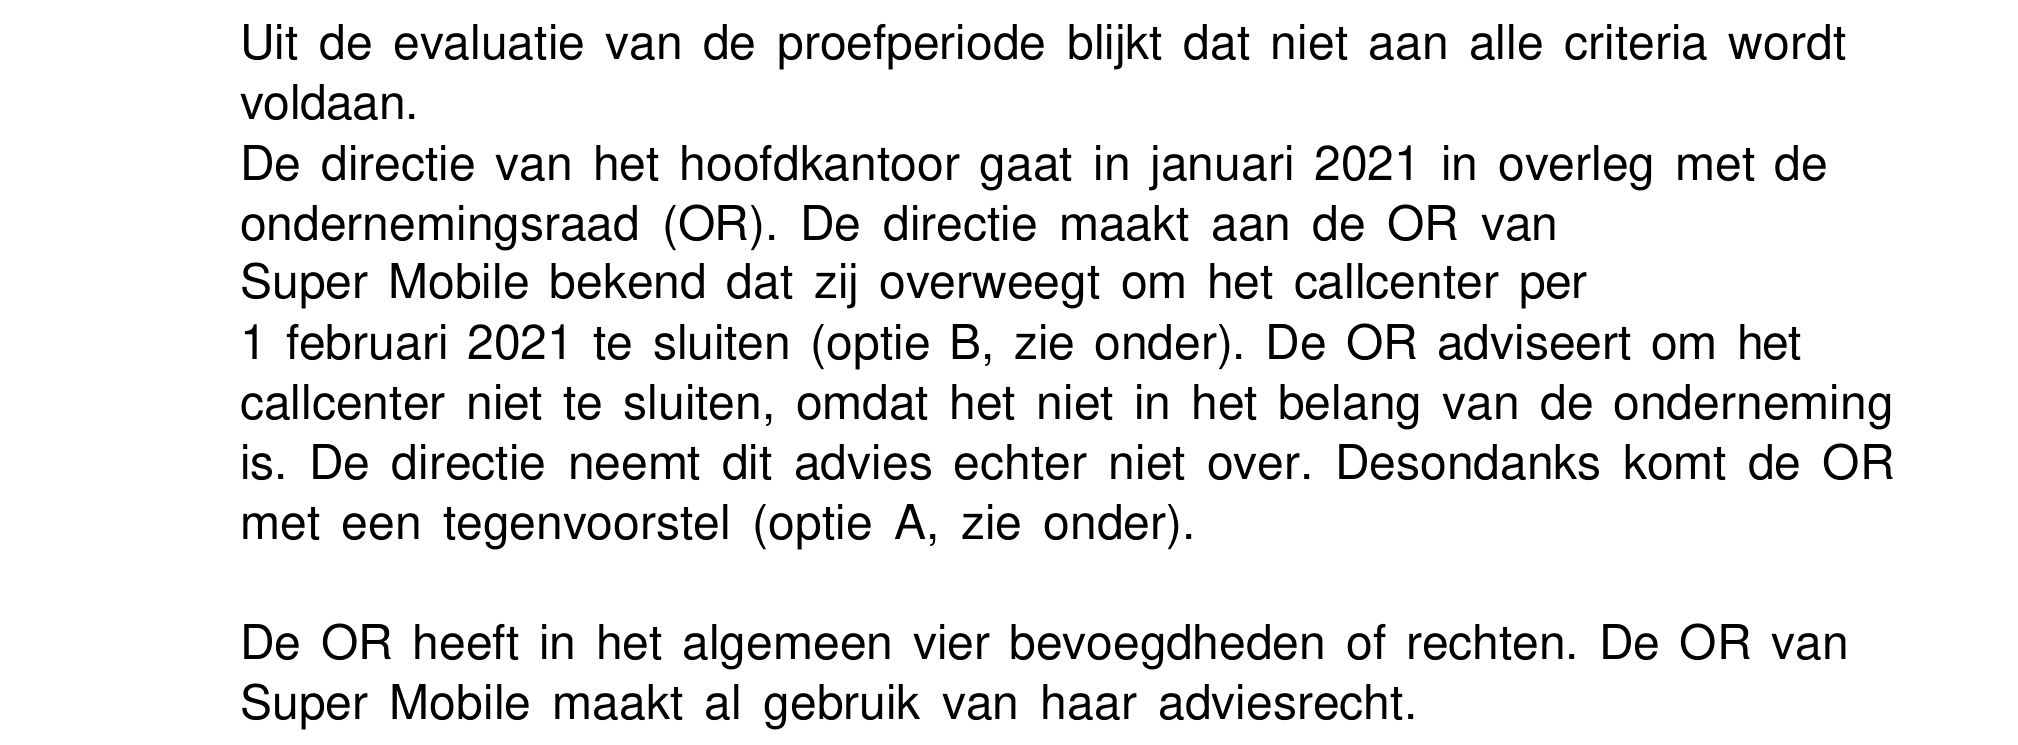 Uit de evaluatie van de proefperiode blijkt dat niet aan alle criteria wordt
voldaan.
De directie van het hoofdkantoor gaat in januari 2021 in overleg met de
ondernemingsraad (OR). De directie maakt aan de OR van
Super Mobile bekend dat zij overweegt om het callcenter per
1 februari 2021 te sluiten (optie B, zie onder). De OR adviseert om het
callcenter niet te sluiten, omdat het niet in het belang van de onderneming
is. De directie neemt dit advies echter niet over. Desondanks komt de OR
met een tegenvoorstel (optie A, zie onder).
De OR heeft in het algemeen vier bevoegdheden of rechten. De OR van
Super Mobile maakt al gebruik van haar adviesrecht.